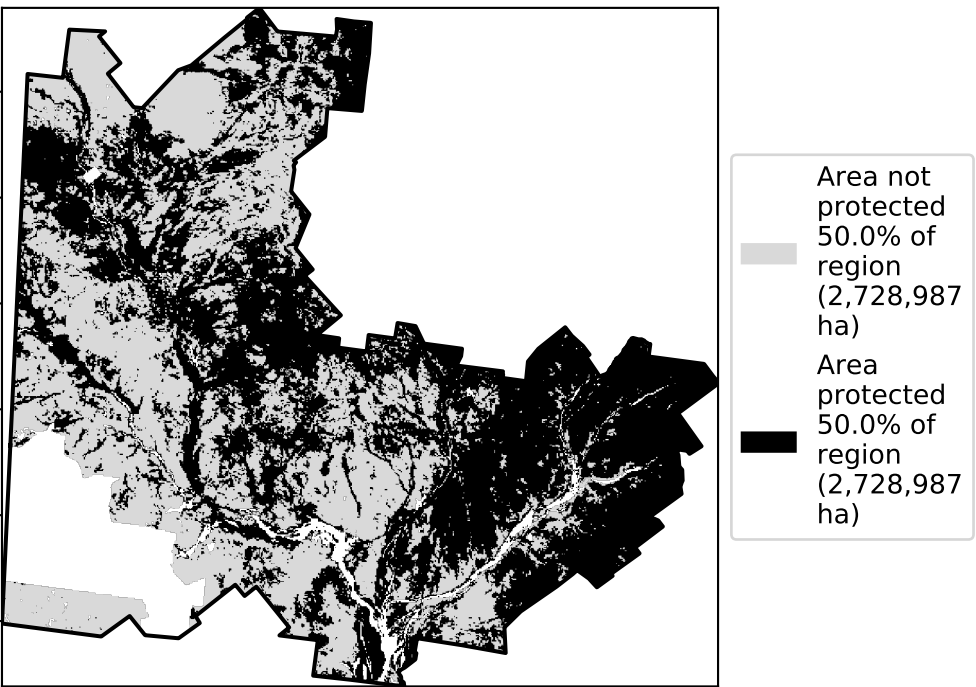 Area not
protected
50.0% of
region
(2,728,987
ha)
Area
protected
50.0% of
region
(2,728,987
ha)